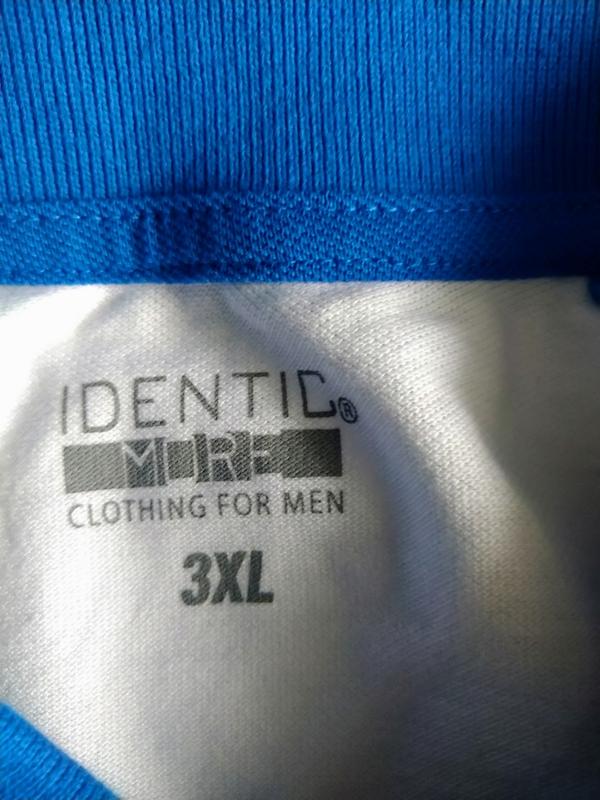 IDENTIC®
MORE
CLOTHING FOR MEN
3XL